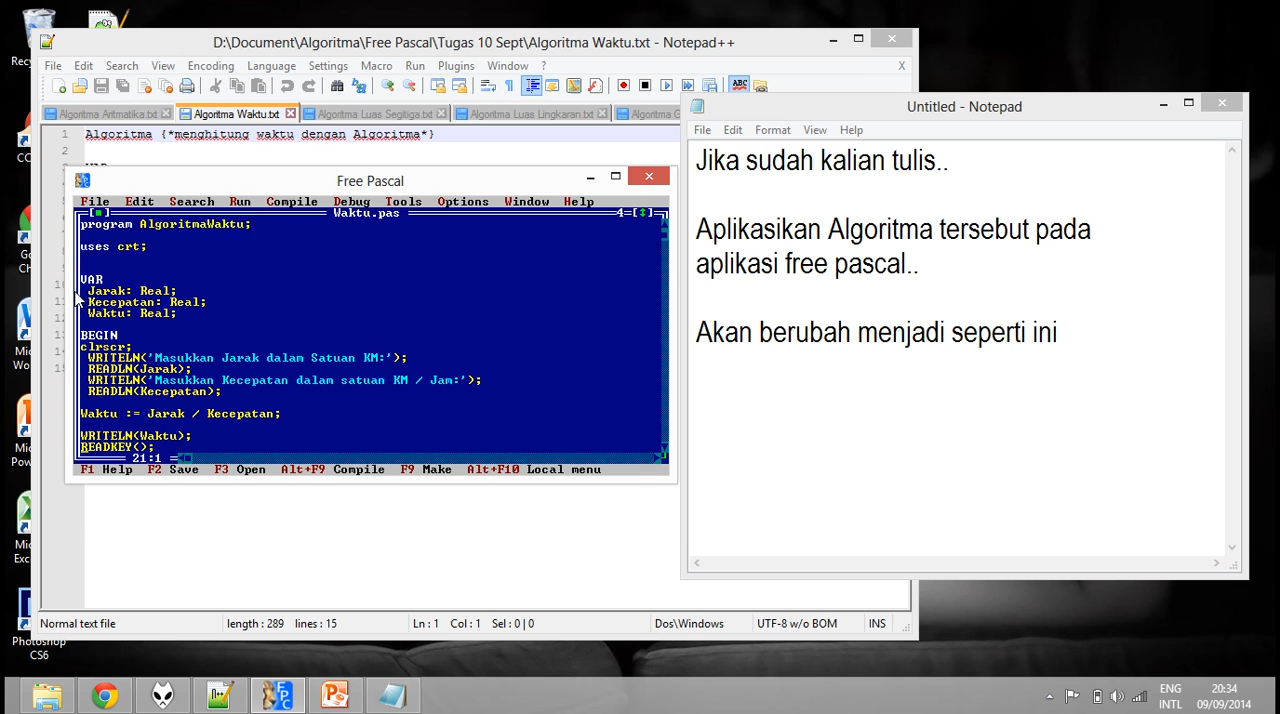 D:\Document\Algoritma\Free Pascal\Tugas 10 Sept\Algoritma Waktu.txt - Notepad++
File Edit Search View Encoding Language Settings Macro Run Plugins Window ? X
Algoritma Aritmatika.txt Algoritma Waktu.txt Algoritma Luas Segitiga.txt Algoritma Luas Lingkaran.txt Algoritma G
1 Algoritma {*menghitung waktu dengan Algoritma*}
2
Free Pascal
File Edit Search Run Compile Debug Tools Options Window Help
Waktu.pas 4
program AlgoritmaWaktu;
uses crt;
VAR
Jarak: Real;
Kecepatan: Real;
Waktu: Real;
BEGIN
clrscr;
WRITELN('Masukkan Jarak dalam Satuan KM:');
READLN(Jarak);
WRITELN('Masukkan Kecepatan dalam satuan KM / Jam:');
READLN(Kecepatan);
Waktu := Jarak / Kecepatan;
WRITELN(Waktu);
READKEY();
21:1
F1 Help F2 Save F3 Open Alt+F9 Compile F9 Make Alt+F10 Local menu
Normal text file length : 289 lines : 15 Ln : 1 Col : 1 Sel : 0 | 0 Dos\Windows UTF-8 w/o BOM INS
Untitled - Notepad
File Edit Format View Help
Jika sudah kalian tulis..
Aplikasikan Algoritma tersebut pada
aplikasi free pascal..
Akan berubah menjadi seperti ini
Photoshop
CS6
ENG
INTL
20:34
09/09/2014